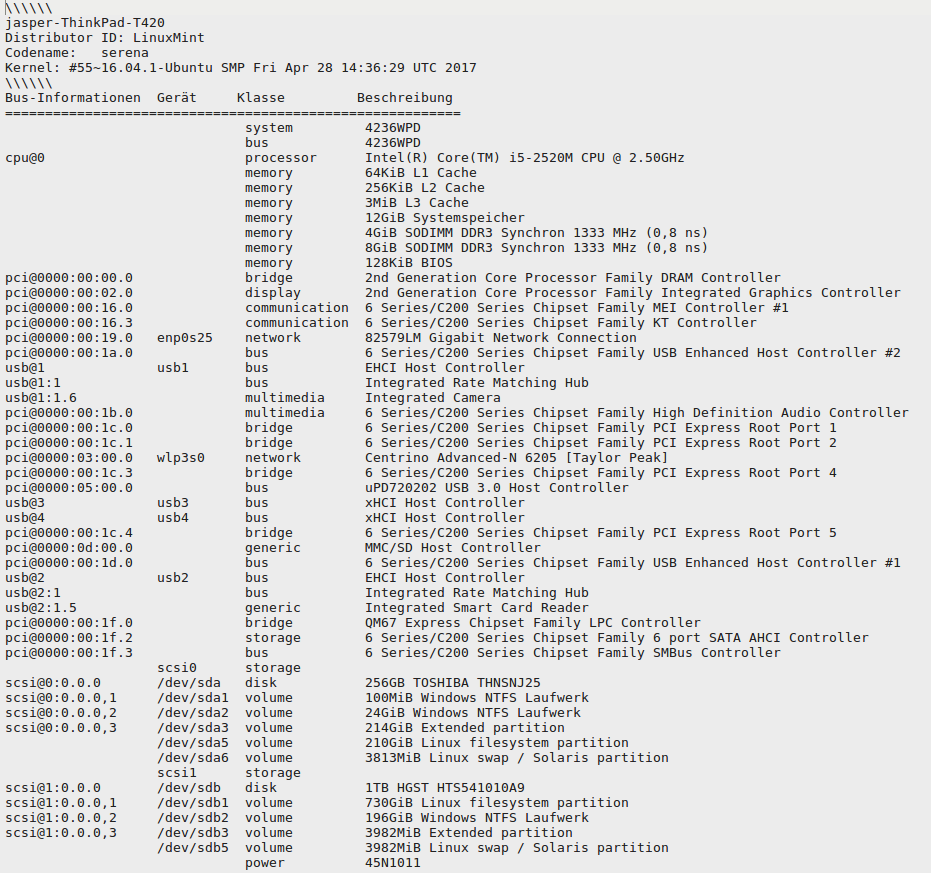 \\\\\\
jasper-ThinkPad-T420
Distributor ID: LinuxMint
Codename:   serena
Kernel: #55~16.04.1-Ubuntu SMP Fri Apr 28 14:36:29 UTC 2017
\\\\\\
Bus-Informationen  Gerät     Klasse         Beschreibung
=========================================================
                              system         4236WPD
                              bus            4236WPD
cpu@0                         processor      Intel(R) Core(TM) i5-2520M CPU @ 2.50GHz
                              memory         64KiB L1 Cache
                              memory         256KiB L2 Cache
                              memory         3MiB L3 Cache
                              memory         12GiB Systemspeicher
                              memory         4GiB SODIMM DDR3 Synchron 1333 MHz (0,8 ns)
                              memory         8GiB SODIMM DDR3 Synchron 1333 MHz (0,8 ns)
                              memory         128KiB BIOS
pci@0000:00:00.0              bridge         2nd Generation Core Processor Family DRAM Controller
pci@0000:00:02.0              display        2nd Generation Core Processor Family Integrated Graphics Controller
pci@0000:00:16.0              communication  6 Series/C200 Series Chipset Family MEI Controller #1
pci@0000:00:16.3              communication  6 Series/C200 Series Chipset Family KT Controller
pci@0000:00:19.0   enp0s25    network        82579LM Gigabit Network Connection
pci@0000:00:1a.0              bus            6 Series/C200 Series Chipset Family USB Enhanced Host Controller #2
usb@1              usb1       bus            EHCI Host Controller
usb@1:1                       bus            Integrated Rate Matching Hub
usb@1:1.6                     multimedia     Integrated Camera
pci@0000:00:1b.0              multimedia     6 Series/C200 Series Chipset Family High Definition Audio Controller
pci@0000:00:1c.0              bridge         6 Series/C200 Series Chipset Family PCI Express Root Port 1
pci@0000:00:1c.1              bridge         6 Series/C200 Series Chipset Family PCI Express Root Port 2
pci@0000:03:00.0   wlp3s0     network        Centrino Advanced-N 6205 [Taylor Peak]
pci@0000:00:1c.3              bridge         6 Series/C200 Series Chipset Family PCI Express Root Port 4
pci@0000:05:00.0              bus            uPD720202 USB 3.0 Host Controller
usb@3              usb3       bus            xHCI Host Controller
usb@4              usb4       bus            xHCI Host Controller
pci@0000:00:1c.4              bridge         6 Series/C200 Series Chipset Family PCI Express Root Port 5
pci@0000:0d:00.0              generic        MMC/SD Host Controller
pci@0000:00:1d.0              bus            6 Series/C200 Series Chipset Family USB Enhanced Host Controller #1
usb@2              usb2       bus            EHCI Host Controller
usb@2:1                       bus            Integrated Rate Matching Hub
usb@2:1.5                     generic        Integrated Smart Card Reader
pci@0000:00:1f.0              bridge         QM67 Express Chipset Family LPC Controller
pci@0000:00:1f.2              storage        6 Series/C200 Series Chipset Family 6 port SATA AHCI Controller
pci@0000:00:1f.3              bus            6 Series/C200 Series Chipset Family SMBus Controller
                   scsi0      storage
scsi@0:0.0.0       /dev/sda   disk           256GB TOSHIBA THNSNJ25
scsi@0:0.0.0,1     /dev/sda1  volume         100MiB Windows NTFS Laufwerk
scsi@0:0.0.0,2     /dev/sda2  volume         24GiB Windows NTFS Laufwerk
scsi@0:0.0.0,3     /dev/sda3  volume         214GiB Extended partition
                   /dev/sda5  volume         210GiB Linux filesystem partition
                   /dev/sda6  volume         3813MiB Linux swap / Solaris partition
                   scsi1      storage
scsi@1:0.0.0       /dev/sdb   disk           1TB HGST HTS541010A9
scsi@1:0.0.0,1     /dev/sdb1  volume         730GiB Linux filesystem partition
scsi@1:0.0.0,2     /dev/sdb2  volume         196GiB Windows NTFS Laufwerk
scsi@1:0.0.0,3     /dev/sdb3  volume         3982MiB Extended partition
                   /dev/sdb5  volume         3982MiB Linux swap / Solaris partition
                              power          45N1011